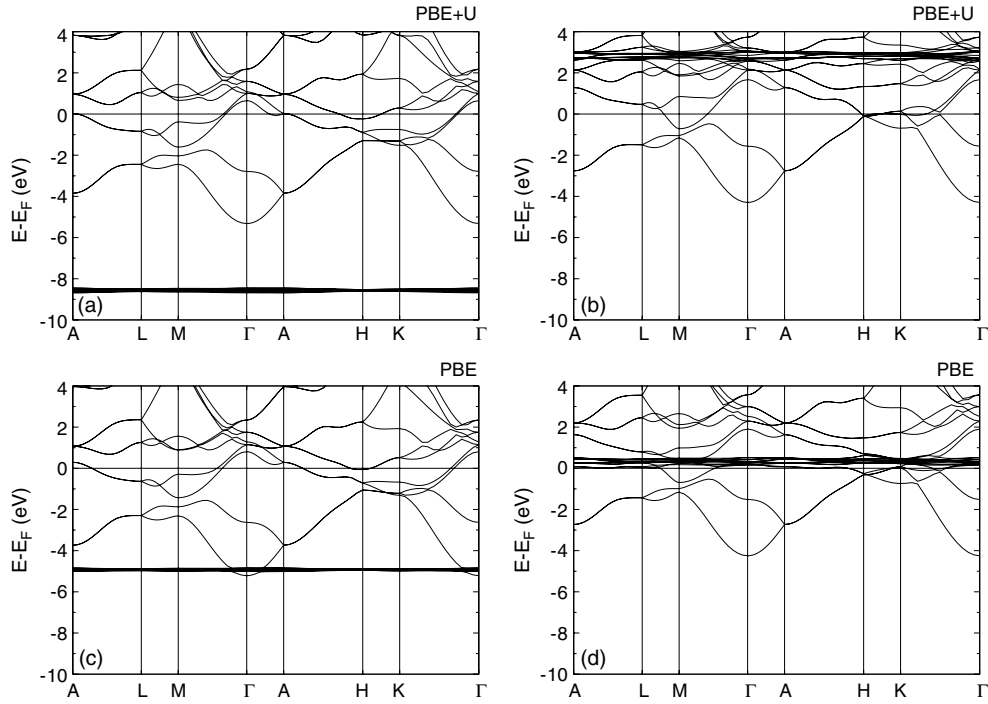 PBE+U
PBE+U
4
2
0
-2
-4
-6
-8
-10
E-E_F (eV)
(a)
A L M Γ A H K Γ
4
2
0
-2
-4
-6
-8
-10
E-E_F (eV)
(b)
A L M Γ A H K Γ
PBE
PBE
4
2
0
-2
-4
-6
-8
-10
E-E_F (eV)
(c)
A L M Γ A H K Γ
4
2
0
-2
-4
-6
-8
-10
E-E_F (eV)
(d)
A L M Γ A H K Γ